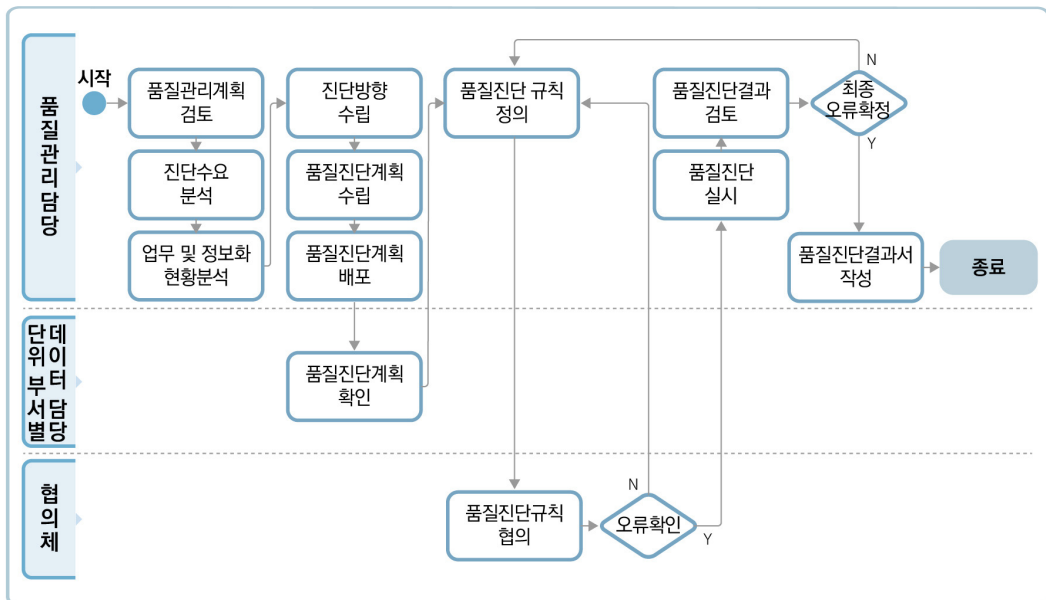 품질관리담당
시작
품질관리계획
검토
진단수요
분석
업무 및 정보화
현황분석
진단방향
수립
품질진단계획
수립
품질진단계획
배포
품질진단 규칙
정의
품질진단결과
검토
품질진단
실시
최종
오류확정
N
Y
품질진단결과서
작성
종료
단위 부서별
데이터 담당
품질진단계획
확인
협의체
품질진단규칙
협의
오류확인
N
Y